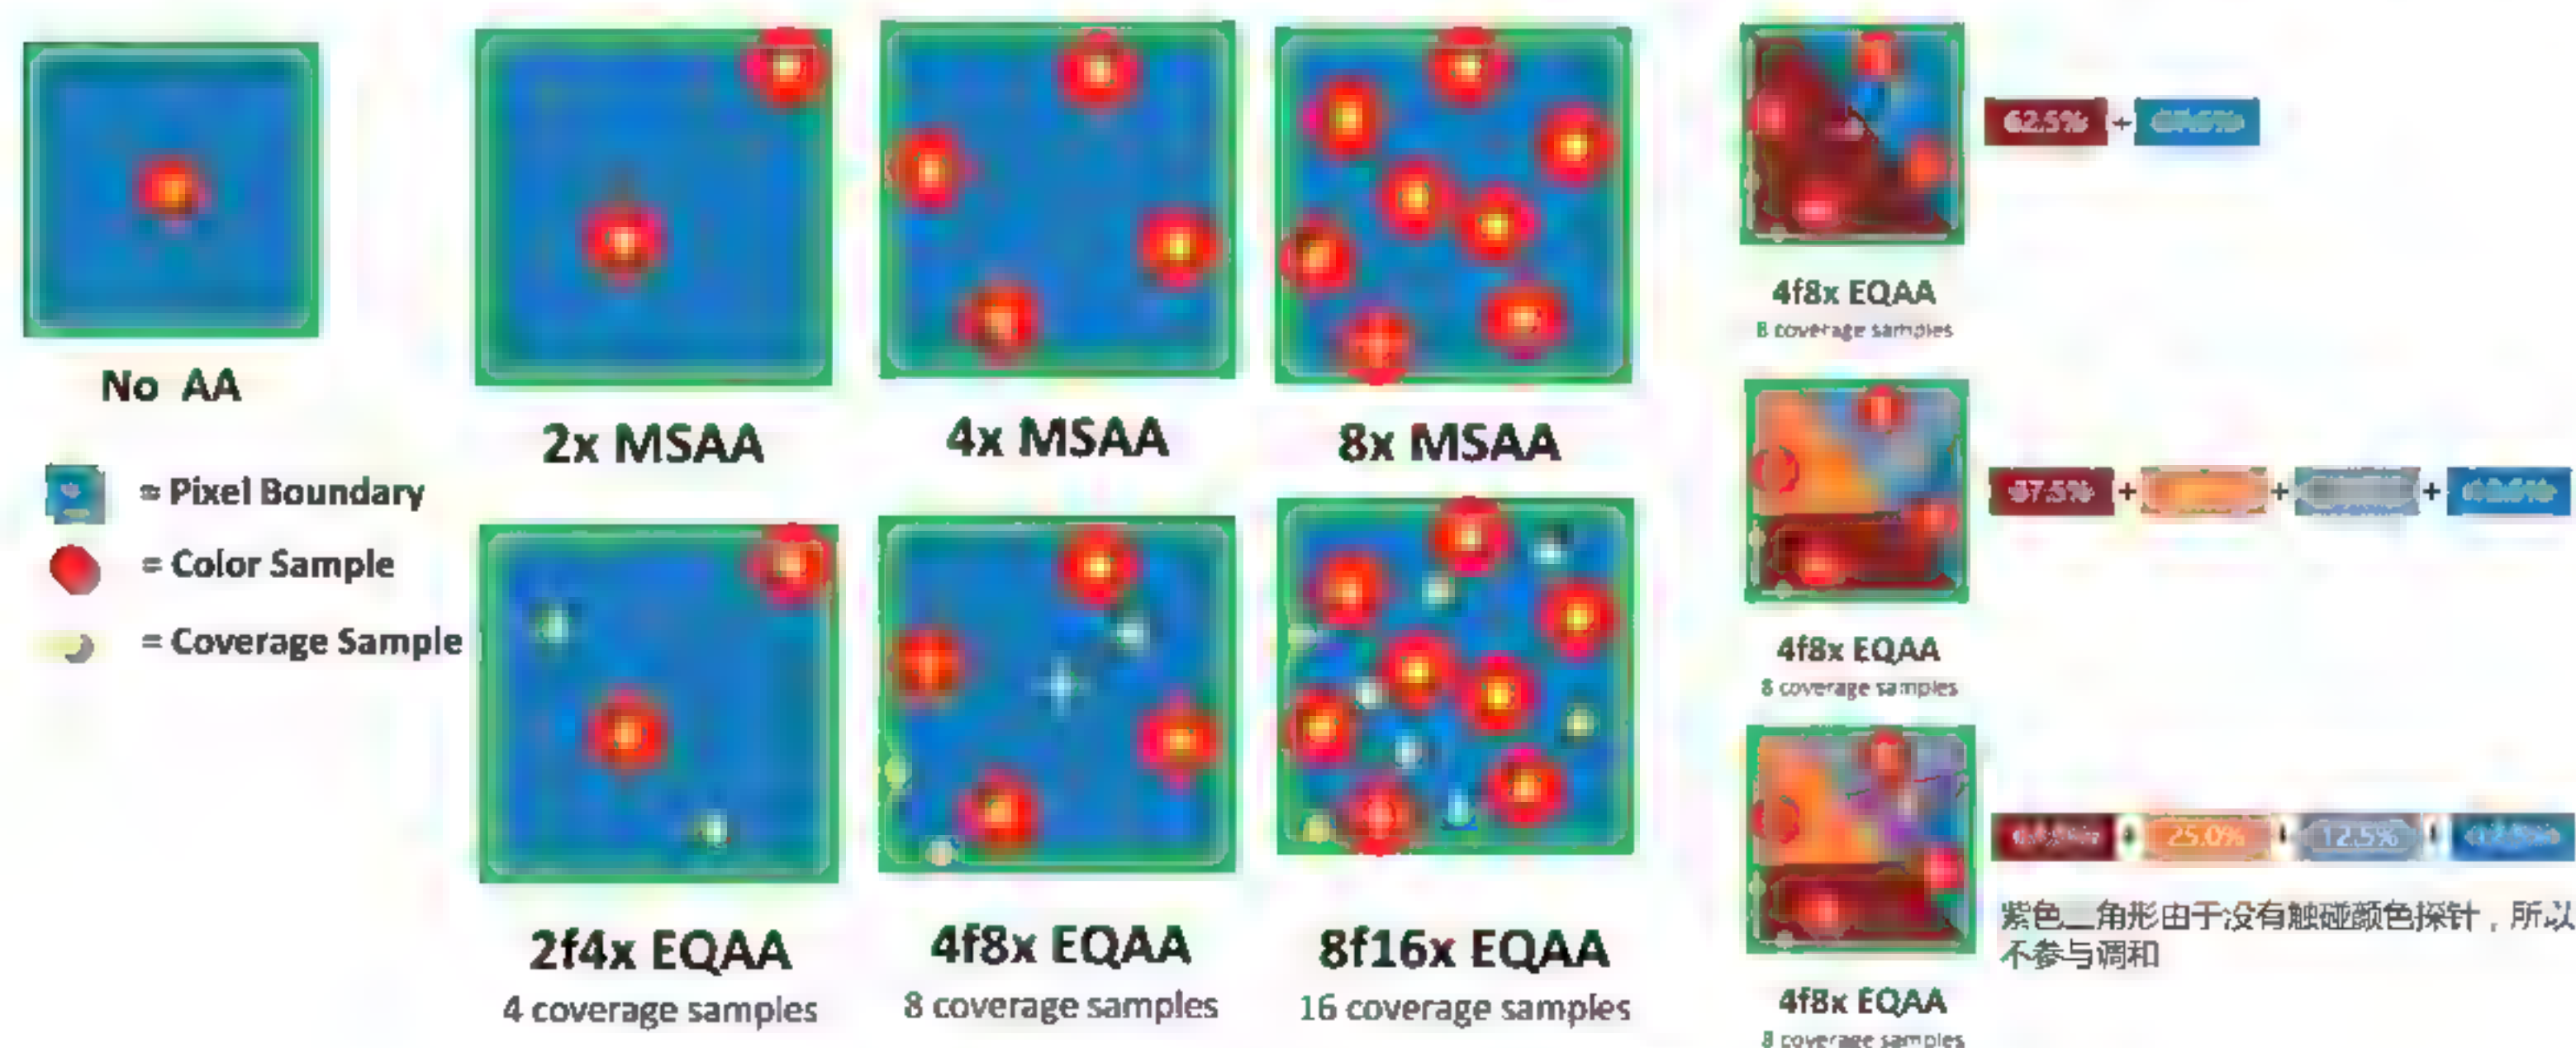 No AA
= Pixel Boundary
= Color Sample
= Coverage Sample
2x MSAA
4x MSAA
8x MSAA
2f4x EQAA
4 coverage samples
4f8x EQAA
8 coverage samples
8f16x EQAA
16 coverage samples
62.5% +
4f8x EQAA
8 coverage samples
37.5% + + +
4f8x EQAA
8 coverage samples
25.0% 12.5%
紫色三角形由于没有触碰颜色探针，所以
不参与调和
4f8x EQAA
8 coverage samples